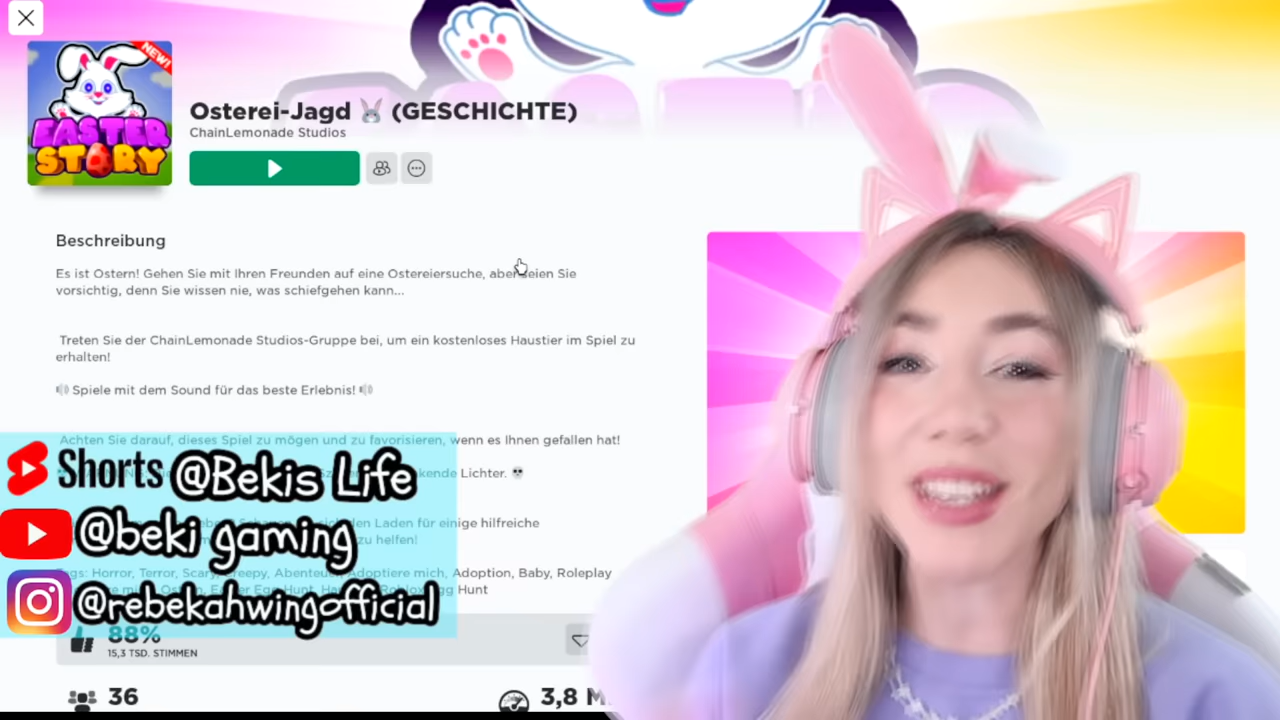 NEW!
EASTER
STORY
Osterei-Jagd 🐰 (GESCHICHTE)
ChainLemonade Studios
Beschreibung
Es ist Ostern! Gehen Sie mit Ihren Freunden auf eine Ostereiersuche, aber seien Sie
vorsichtig, denn Sie wissen nie, was schiefgehen kann...
Treten Sie der ChainLemonade Studios-Gruppe bei, um ein kostenloses Haustier im Spiel zu
erhalten!
🔊 Spiele mit dem Sound für das beste Erlebnis! 🔊
Achten Sie darauf, dieses Spiel zu mögen und zu favorisieren, wenn es Ihnen gefallen hat!
Lichter. 💀
Laden für einige hilfreiche
zu helfen!
Horror, Terror, Scary, Creepy, Abenteuer, Adoptiere mich, Adoption, Baby, Roleplay
Hunt
Shorts @Bekis Life
@beki gaming
@rebekahwingofficial
88%
15,3 TSD. STIMMEN
36
3,8